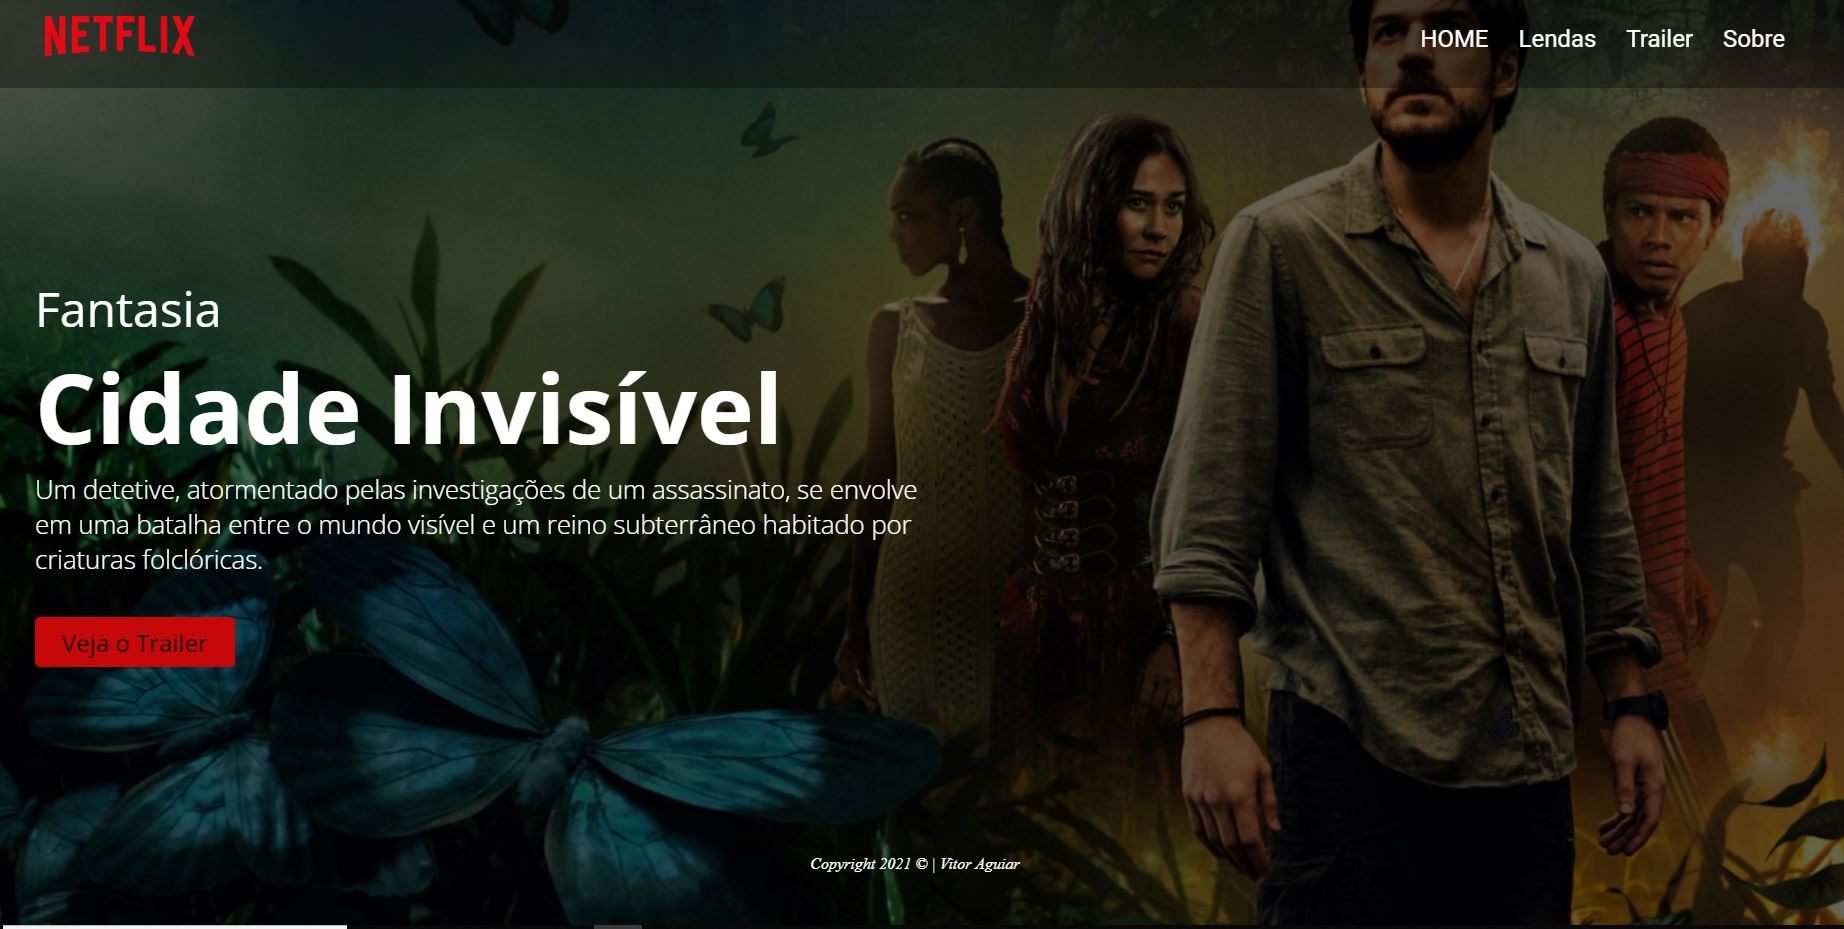 NETFLIX
HOME Lendas Trailer Sobre
Fantasia
Cidade Invisível
Um detetive, atormentado pelas investigações de um assassinato, se envolve
em uma batalha entre o mundo visível e um reino subterrâneo habitado por
criaturas folclóricas.
Veja o Trailer
Copyright 2021 © | Vitor Aguiar